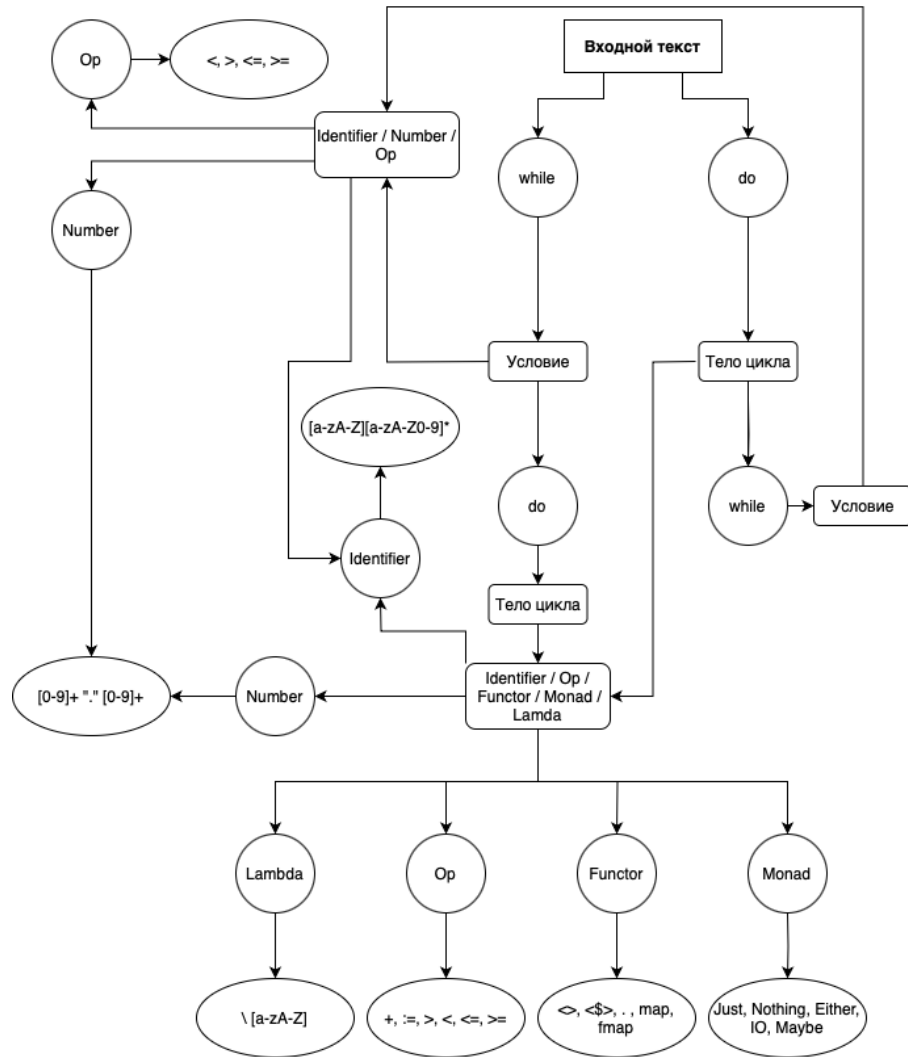 Входной текст
Op
<, >, <=, >=
Identifier / Number /
Op
while
do
Number
Условие
Тело цикла
[a-zA-Z][a-zA-Z0-9]*
do
while
Условие
Identifier
Тело цикла
[0-9]+ "." [0-9]+
Number
Identifier / Op /
Functor / Monad /
Lamda
Lambda
Op
Functor
Monad
\ [a-zA-Z]
+, :=, >, <, <=, >=
<>, <$>, . , map,
fmap
Just, Nothing, Either,
IO, Maybe